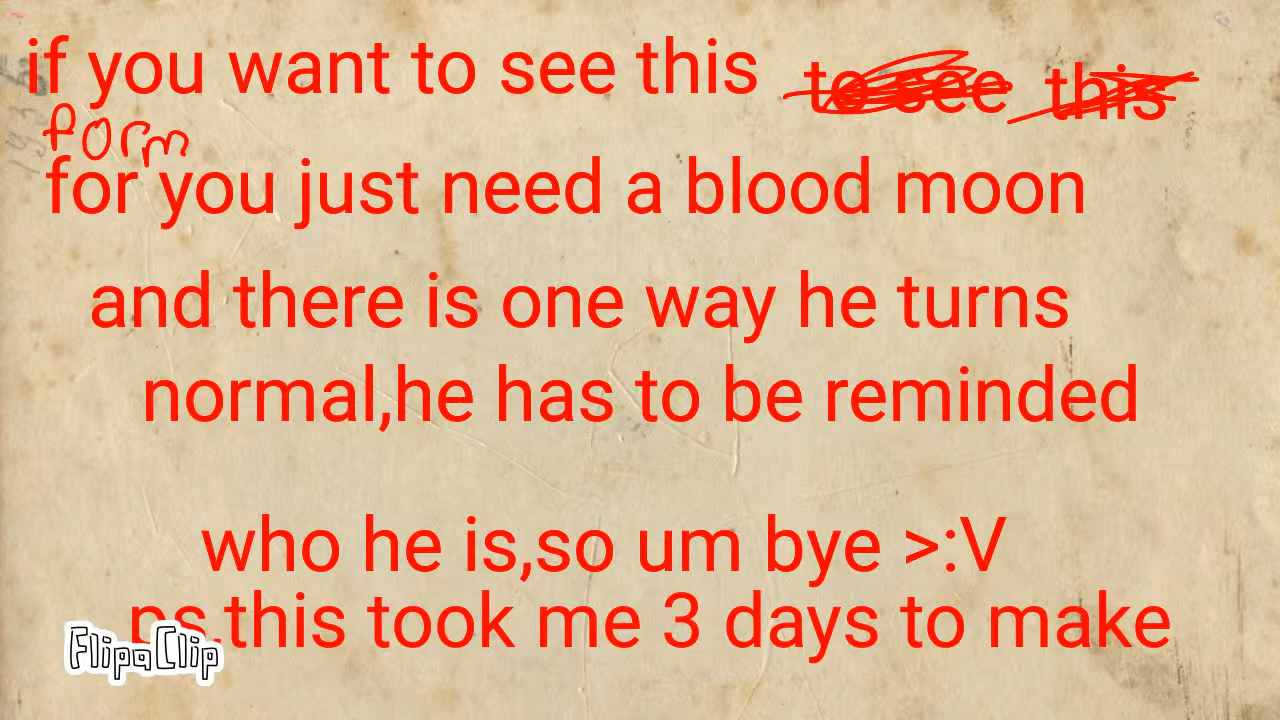 if you want to see this to see this
form
for you just need a blood moon
and there is one way he turns
normal,he has to be reminded
who he is,so um bye >:V
ps,this took me 3 days to make
FlipaClip